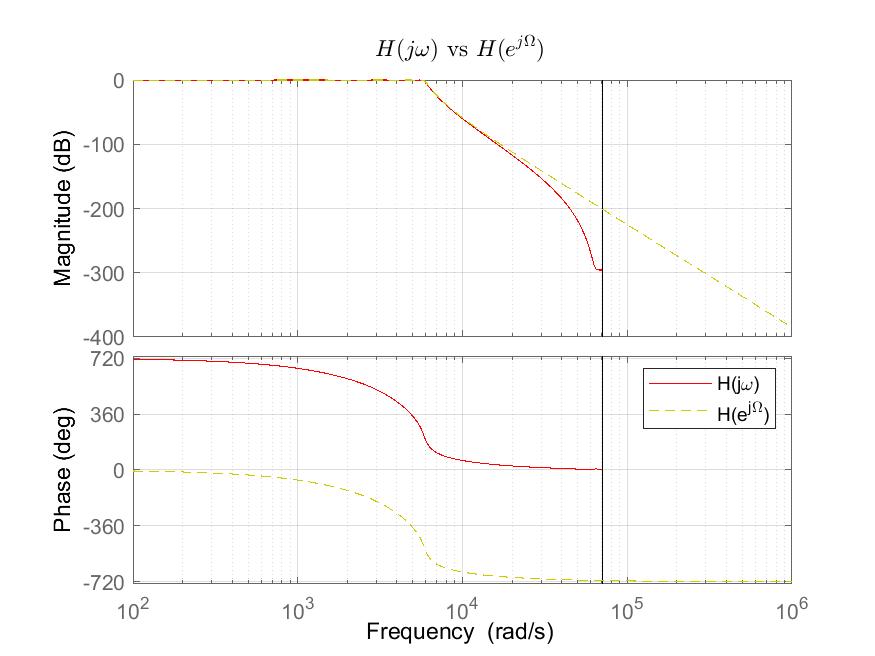 H(jω) vs H(e^{jΩ})
0
-100
-200
-300
-400
Magnitude (dB)
720
360
0
-360
-720
Phase (deg)
H(jω)
H(e^{jΩ})
10^2 10^3 10^4 10^5 10^6
Frequency (rad/s)